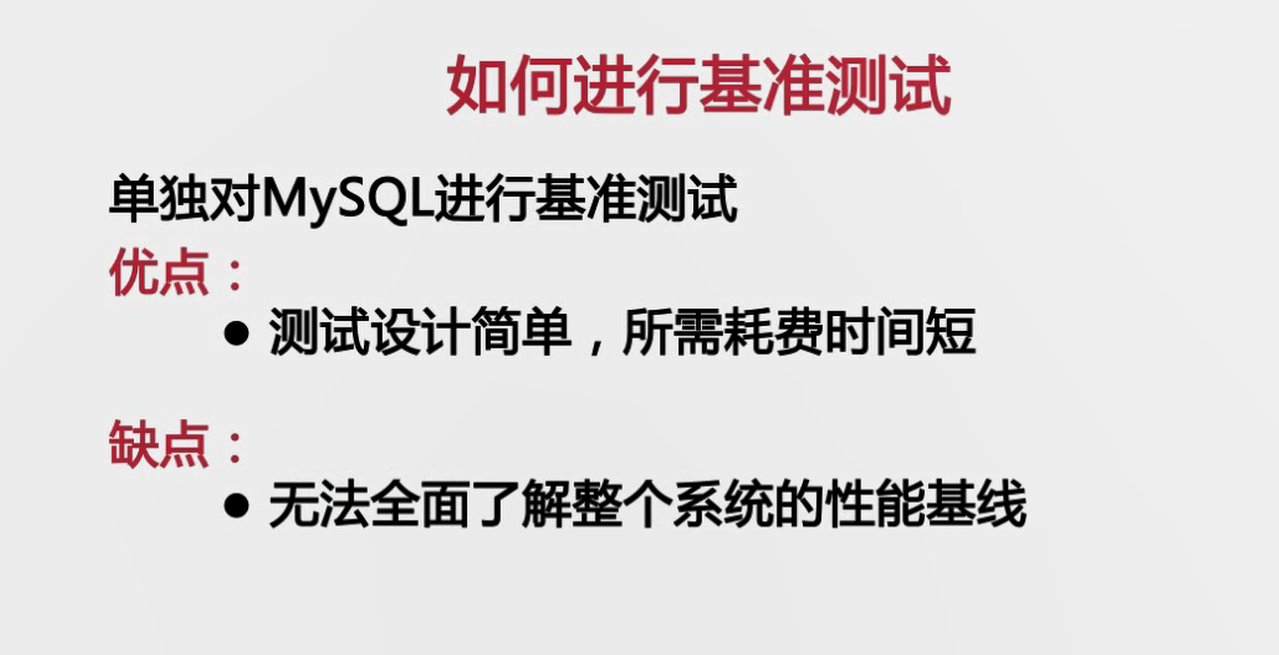 如何进行基准测试
单独对MySQL进行基准测试
优点：
● 测试设计简单，所需耗费时间短
缺点：
● 无法全面了解整个系统的性能基线